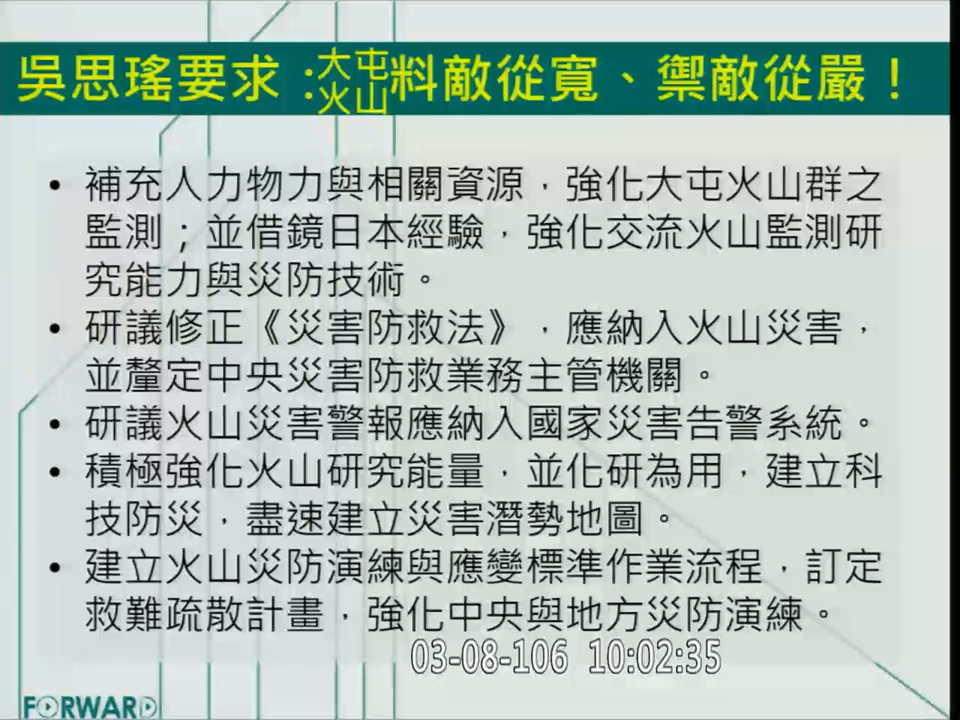 吳思瑤要求：大屯火山料敵從寬、禦敵從嚴！
• 補充人力物力與相關資源，強化大屯火山群之
監測；並借鏡日本經驗，強化交流火山監測研
究能力與災防技術。
• 研議修正《災害防救法》，應納入火山災害，
並釐定中央災害防救業務主管機關。
• 研議火山災害警報應納入國家災害告警系統。
• 積極強化火山研究能量，並化研為用，建立科
技防災，盡速建立災害潛勢地圖。
• 建立火山災防演練與應變標準作業流程，訂定
救難疏散計畫，強化中央與地方災防演練。
03-08-106 10:02:35
FORWARD